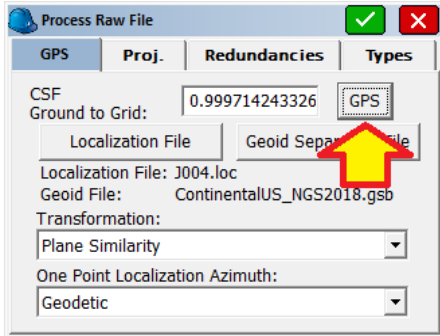 Process Raw File
GPS Proj. Redundancies Types
CSF
Ground to Grid: 0.999714243326 GPS
Localization File Geoid Sepa
Localization File: J004.loc
Geoid File: ContinentalUS_NGS2018.gsb
Transformation:
Plane Similarity
One Point Localization Azimuth:
Geodetic